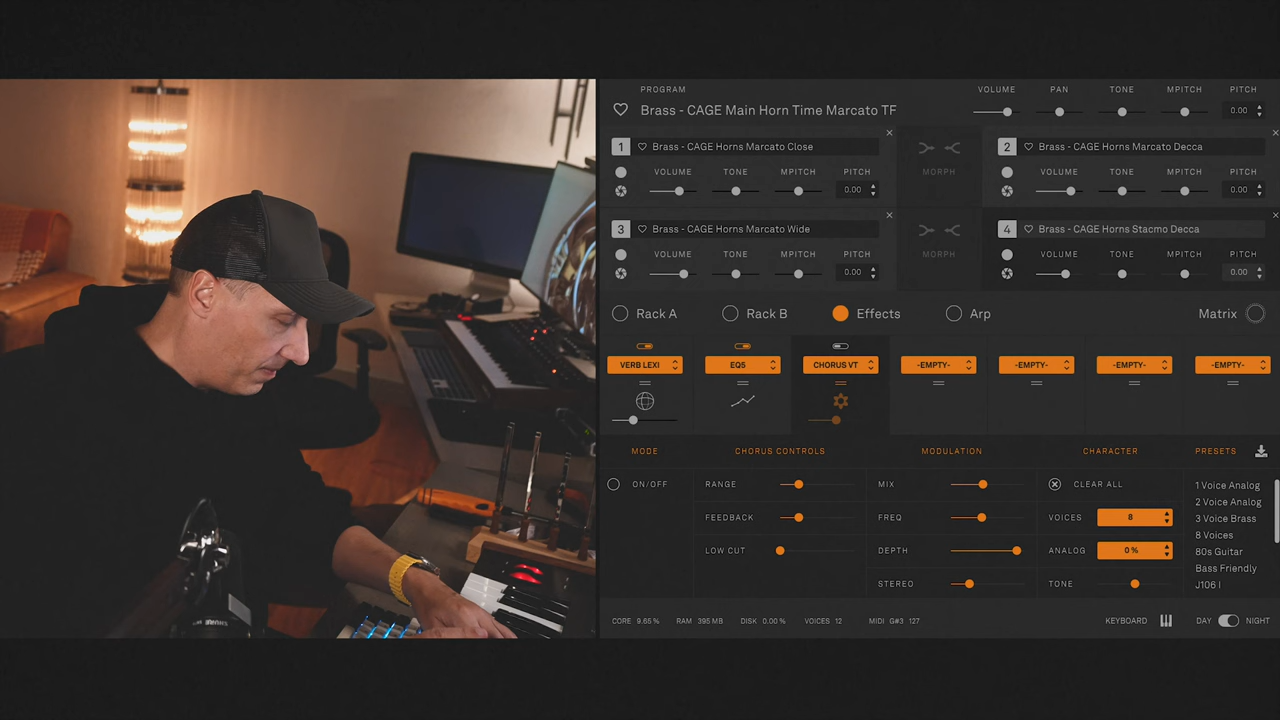 PROGRAM
VOLUME PAN TONE MPITCH PITCH
Brass - CAGE Main Horn Time Marcato TF
0.00
1 Brass - CAGE Horns Marcato Close
2 Brass - CAGE Horns Marcato Decca
VOLUME TONE MPITCH PITCH
MORPH
VOLUME TONE MPITCH PITCH
0.00
0.00
3 Brass - CAGE Horns Marcato Wide
4 Brass - CAGE Horns Stacmo Decca
VOLUME TONE MPITCH PITCH
MORPH
VOLUME TONE MPITCH PITCH
0.00
0.00
Rack A Rack B Effects Arp Matrix
VERB LEXI EQ5 CHORUS VT -EMPTY- -EMPTY- -EMPTY- -EMPTY-
MODE CHORUS CONTROLS MODULATION CHARACTER PRESETS
ON/OFF RANGE MIX CLEAR ALL 1 Voice Analog
2 Voice Analog
FEEDBACK FREQ VOICES 8 3 Voice Brass
8 Voices
LOW CUT DEPTH ANALOG 0 % 80s Guitar
Bass Friendly
STEREO TONE J106 I
CORE 9.65 % RAM 395 MB DISK 0.00 % VOICES 12 MIDI G#3 127 KEYBOARD DAY NIGHT